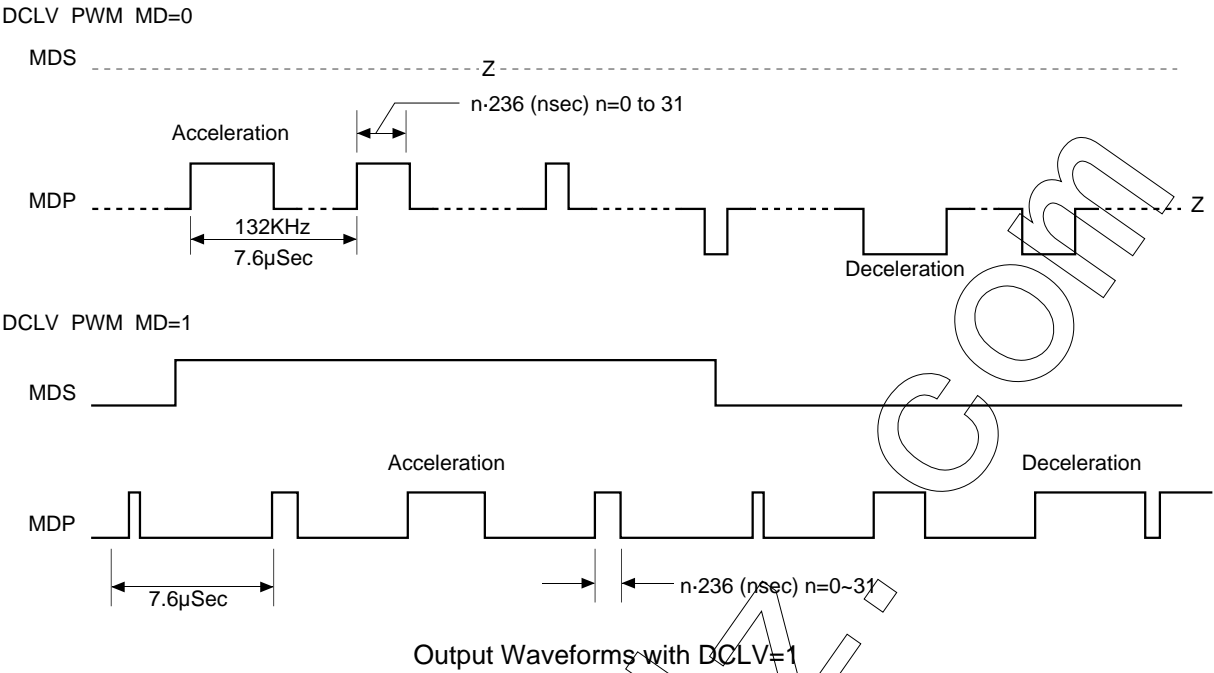 DCLV PWM MD=0
MDS
Z
n·236 (nsec) n=0 to 31
Acceleration
MDP
Z
132KHz
7.6μSec
Deceleration
DCLV PWM MD=1
MDS
Acceleration
Deceleration
MDP
n·236 (nsec) n=0~31
7.6μSec
Output Waveforms with DCLV=1
.com